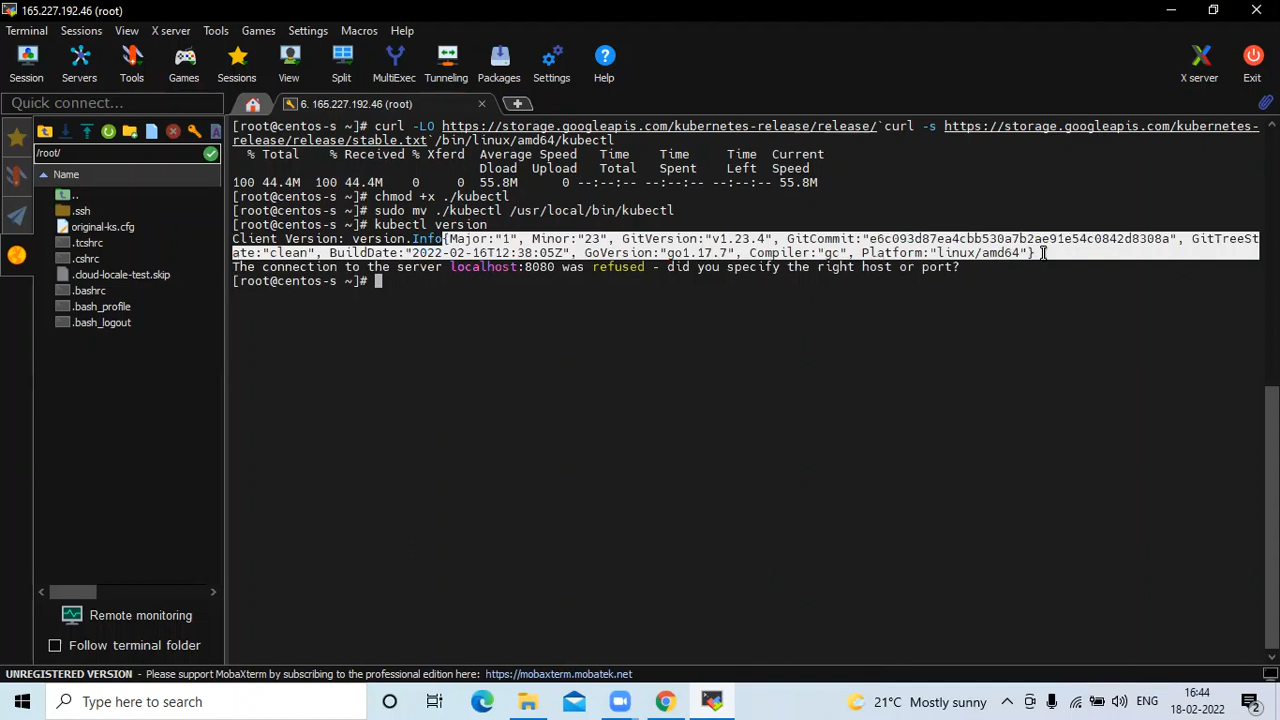 165.227.192.46 (root)
Terminal Sessions View X server Tools Games Settings Macros Help
Session Servers Tools Games Sessions View Split MultiExec Tunneling Packages Settings Help X server Exit
Quick connect...
6. 165.227.192.46 (root)
/root/
Name
..
.ssh
original-ks.cfg
.tcshrc
.cshrc
.cloud-locale-test.skip
.bashrc
.bash_profile
.bash_logout
Remote monitoring
Follow terminal folder
[root@centos-s ~]# curl -LO https://storage.googleapis.com/kubernetes-release/release/`curl -s https://storage.googleapis.com/kubernetes-
release/release/stable.txt`/bin/linux/amd64/kubectl
% Total % Received % Xferd Average Speed Time Time Time Current
Dload Upload Total Spent Left Speed
100 44.4M 100 44.4M 0 0 55.8M 0 --:--:-- --:--:-- --:--:-- 55.8M
[root@centos-s ~]# chmod +x ./kubectl
[root@centos-s ~]# sudo mv ./kubectl /usr/local/bin/kubectl
[root@centos-s ~]# kubectl version
Client Version: version.Info{Major:"1", Minor:"23", GitVersion:"v1.23.4", GitCommit:"e6c093d87ea4cbb530a7b2ae91e54c0842d8308a", GitTreeSt
ate:"clean", BuildDate:"2022-02-16T12:38:05Z", GoVersion:"go1.17.7", Compiler:"gc", Platform:"linux/amd64"}
The connection to the server localhost:8080 was refused - did you specify the right host or port?
[root@centos-s ~]#
UNREGISTERED VERSION - Please support MobaXterm by subscribing to the professional edition here: https://mobaxterm.mobatek.net
Type here to search
21°C Mostly sunny
16:44
18-02-2022
2